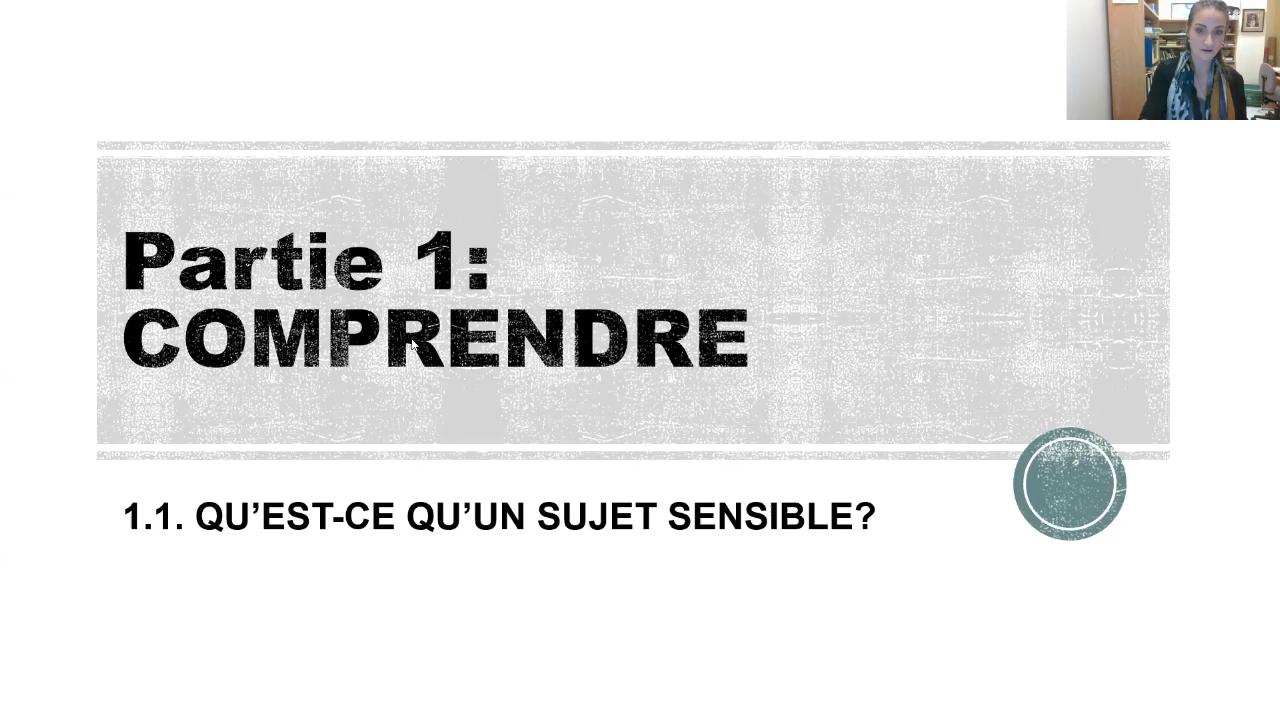 Partie 1:
COMPRENDRE
1.1. QU’EST-CE QU’UN SUJET SENSIBLE?